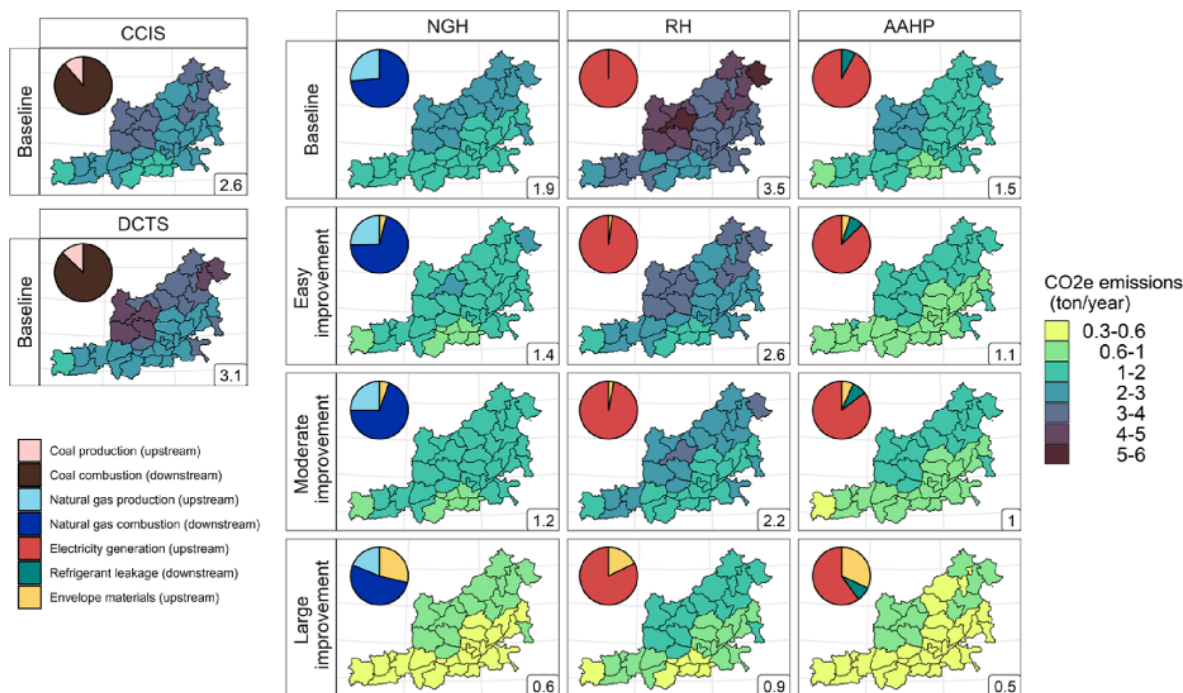 CCIS
Baseline
2.6
DCTS
Baseline
3.1
NGH
RH
AAHP
Baseline
1.9
3.5
1.5
Easy
improvement
1.4
2.6
1.1
Moderate
improvement
1.2
2.2
1
Large
improvement
0.6
0.9
0.5
Coal production (upstream)
Coal combustion (downstream)
Natural gas production (upstream)
Natural gas combustion (downstream)
Electricity generation (upstream)
Refrigerant leakage (downstream)
Envelope materials (upstream)
CO2e emissions
(ton/year)
0.3-0.6
0.6-1
1-2
2-3
3-4
4-5
5-6